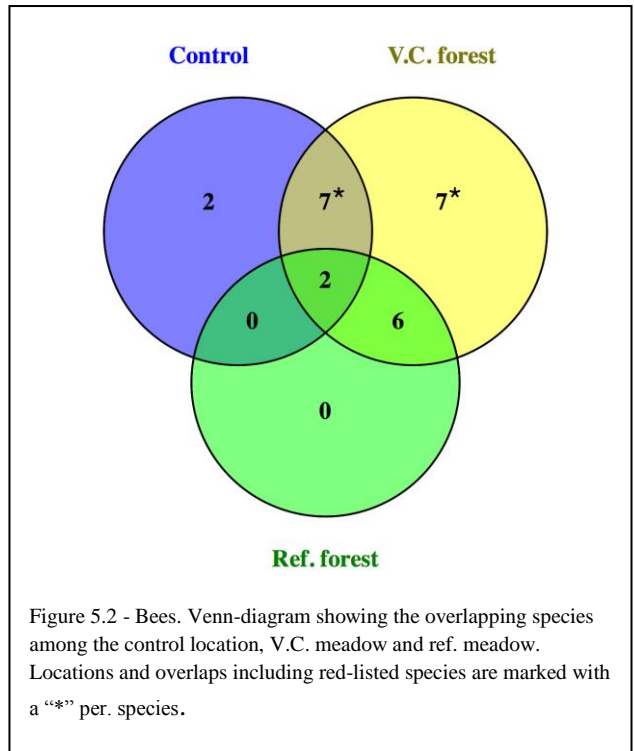 Control V.C. forest
2 7* 7*
2
0 6
0
Ref. forest
Figure 5.2 - Bees. Venn-diagram showing the overlapping species
among the control location, V.C. meadow and ref. meadow.
Locations and overlaps including red-listed species are marked with
a “*” per. species.